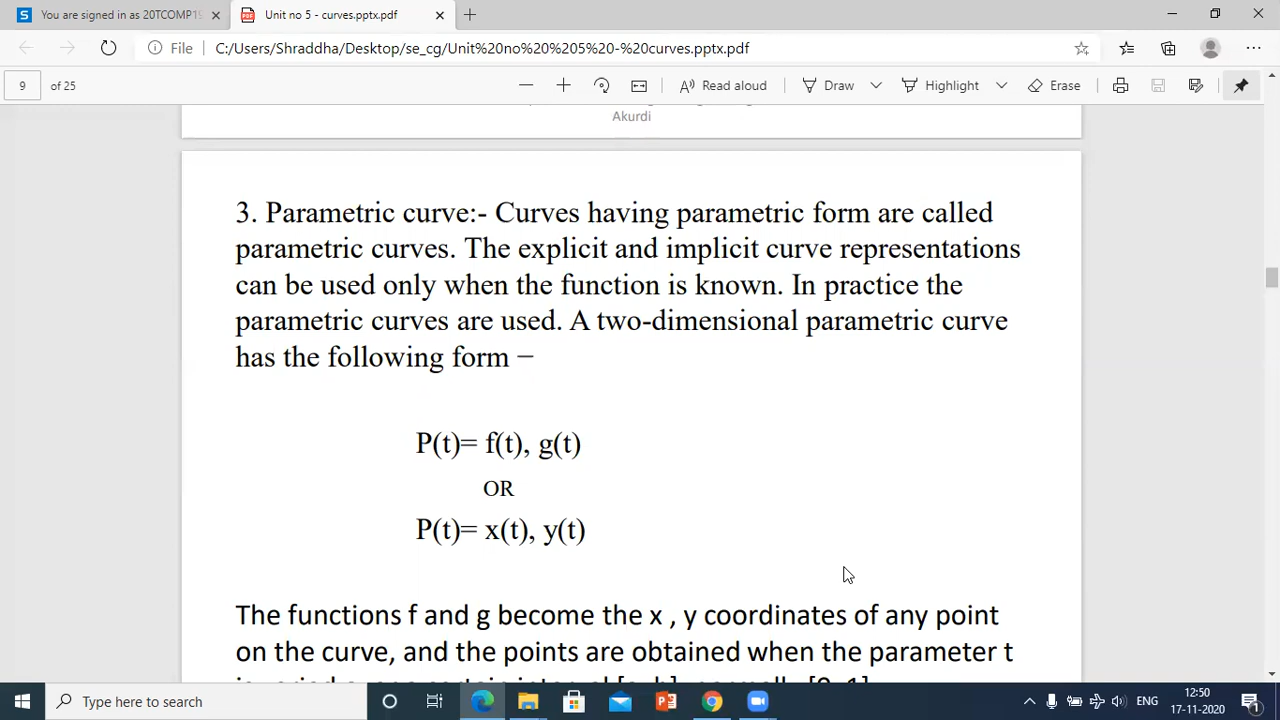 You are signed in as 20TCOMP15
Unit no 5 - curves.pptx.pdf
File
C:/Users/Shraddha/Desktop/se_cg/Unit%20no%20%205%20-%20curves.pptx.pdf
9 of 25
Read aloud
Draw
Highlight
Erase
Akurdi
3. Parametric curve:- Curves having parametric form are called
parametric curves. The explicit and implicit curve representations
can be used only when the function is known. In practice the
parametric curves are used. A two-dimensional parametric curve
has the following form −
P(t)= f(t), g(t)
OR
P(t)= x(t), y(t)
The functions f and g become the x , y coordinates of any point
on the curve, and the points are obtained when the parameter t
Type here to search
ENG
12:50
17-11-2020
1